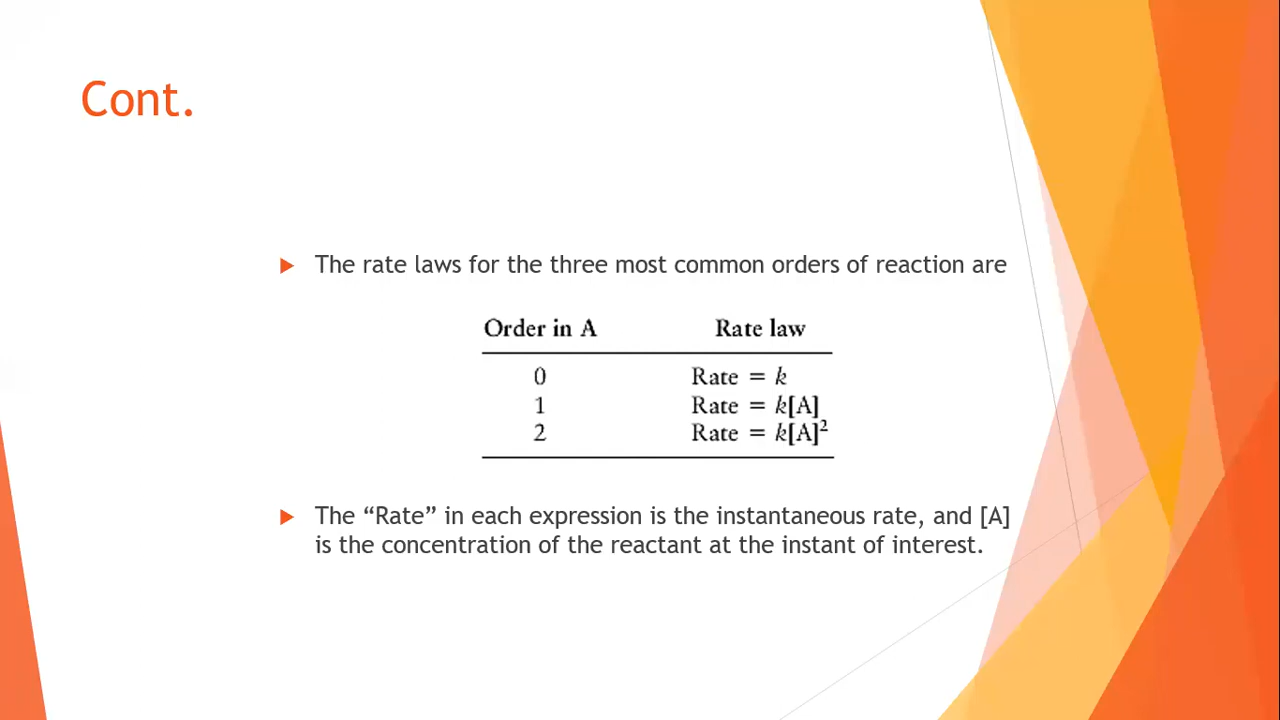 Cont.
The rate laws for the three most common orders of reaction are
Order in A Rate law
0 Rate = k
1 Rate = k[A]
2 Rate = k[A]²
The “Rate” in each expression is the instantaneous rate, and [A]
is the concentration of the reactant at the instant of interest.